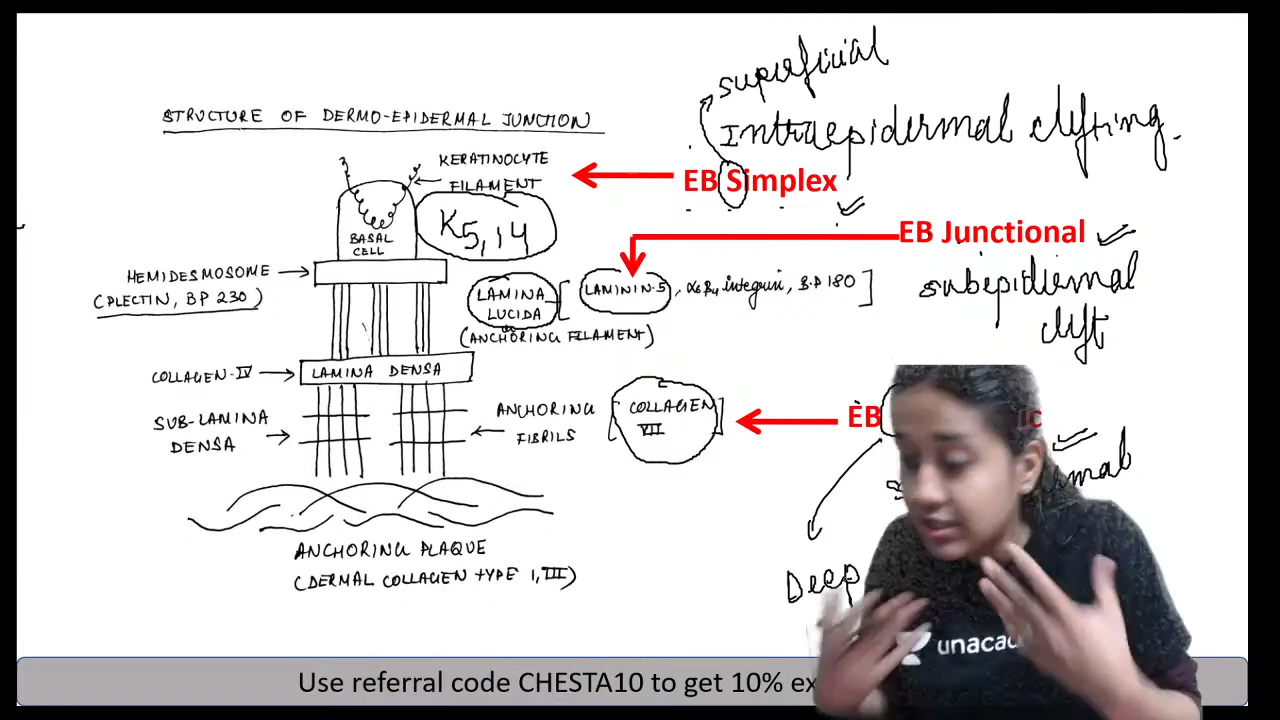 superficial
STRUCTURE OF DERMO-EPIDERMAL JUNCTION
Intraepidermal clefting.
KERATINOCYTE
FILAMENT
EB Simplex
K5,14
BASAL
CELL
EB Junctional
HEMIDESMOSOME
(PLECTIN, BP 230)
LAMINA
LUCIDA
LAMININ-5, α6β4 integrin, B.P 180
subepidermal
cleft
(ANCHORING FILAMENT)
COLLAGEN-IV
LAMINA DENSA
SUB-LAMINA
DENSA
ANCHORING
FIBRILS
COLLAGEN
VII
EB
Deep
ANCHORING PLAQUE
(DERMAL COLLAGEN TYPE I, III)
unaca
Use referral code CHESTA10 to get 10%